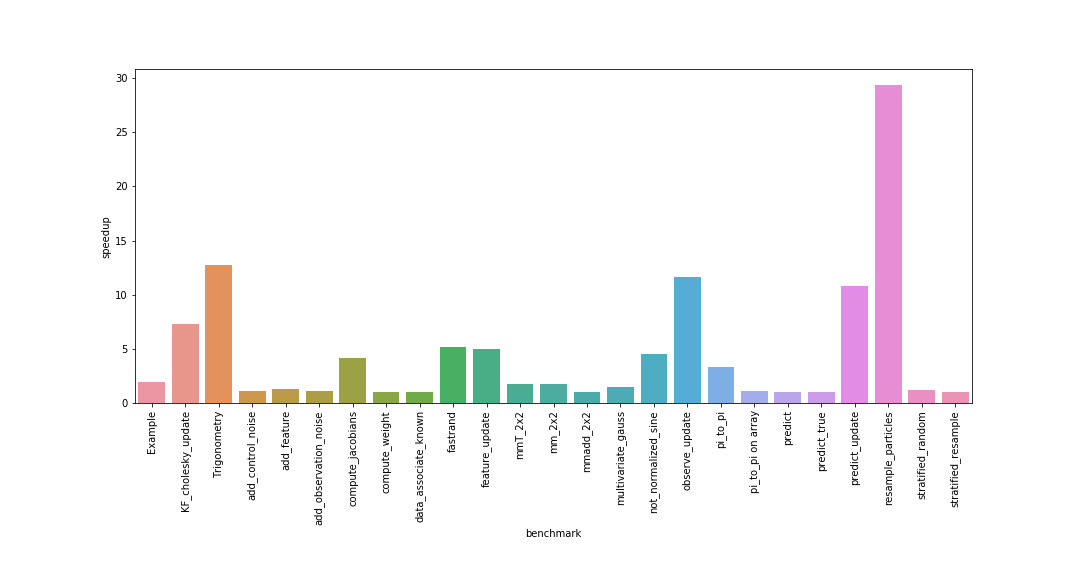 30
25
20
15
10
5
0
speedup
Example
KF_cholesky_update
Trigonometry
add_control_noise
add_feature
add_observation_noise
compute_jacobians
compute_weight
data_associate_known
fastrand
feature_update
mmT_2x2
mm_2x2
mmadd_2x2
multivariate_gauss
not_normalized_sine
observe_update
pi_to_pi
pi_to_pi on array
predict
predict_true
predict_update
resample_particles
stratified_random
stratified_resample
benchmark